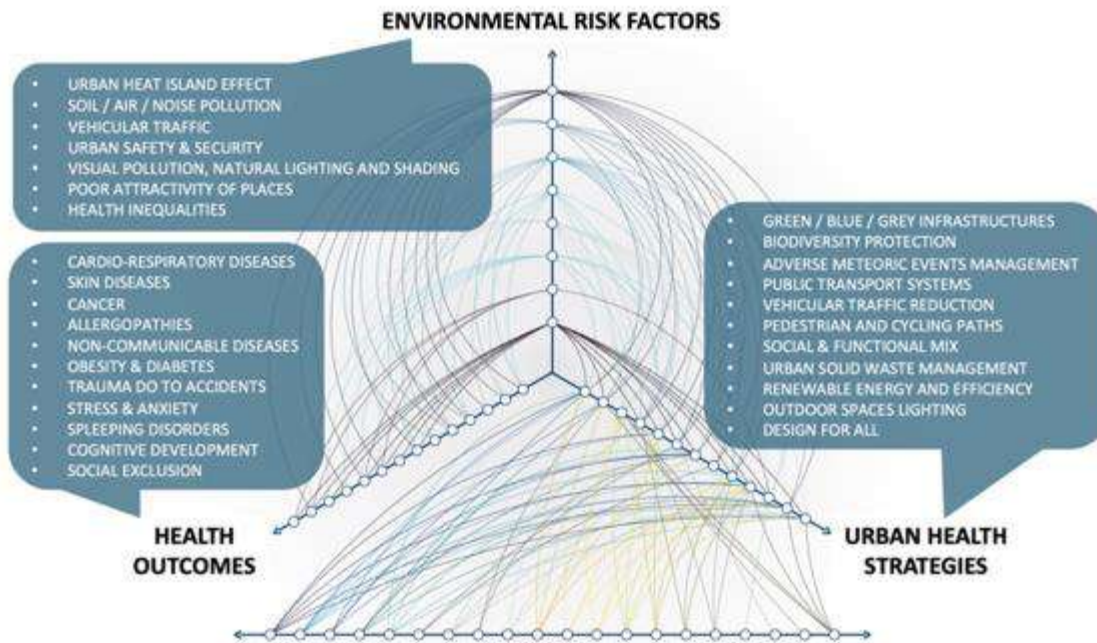 ENVIRONMENTAL RISK FACTORS
• URBAN HEAT ISLAND EFFECT
• SOIL / AIR / NOISE POLLUTION
• VEHICULAR TRAFFIC
• URBAN SAFETY & SECURITY
• VISUAL POLLUTION, NATURAL LIGHTING AND SHADING
• POOR ATTRACTIVITY OF PLACES
• HEALTH INEQUALITIES
• CARDIO-RESPIRATORY DISEASES
• SKIN DISEASES
• CANCER
• ALLERGOPATHIES
• NON-COMMUNICABLE DISEASES
• OBESITY & DIABETES
• TRAUMA DO TO ACCIDENTS
• STRESS & ANXIETY
• SPLEEPING DISORDERS
• COGNITIVE DEVELOPMENT
• SOCIAL EXCLUSION
• GREEN / BLUE / GREY INFRASTRUCTURES
• BIODIVERSITY PROTECTION
• ADVERSE METEORIC EVENTS MANAGEMENT
• PUBLIC TRANSPORT SYSTEMS
• VEHICULAR TRAFFIC REDUCTION
• PEDESTRIAN AND CYCLING PATHS
• SOCIAL & FUNCTIONAL MIX
• URBAN SOLID WASTE MANAGEMENT
• RENEWABLE ENERGY AND EFFICIENCY
• OUTDOOR SPACES LIGHTING
• DESIGN FOR ALL
HEALTH
OUTCOMES
URBAN HEALTH
STRATEGIES